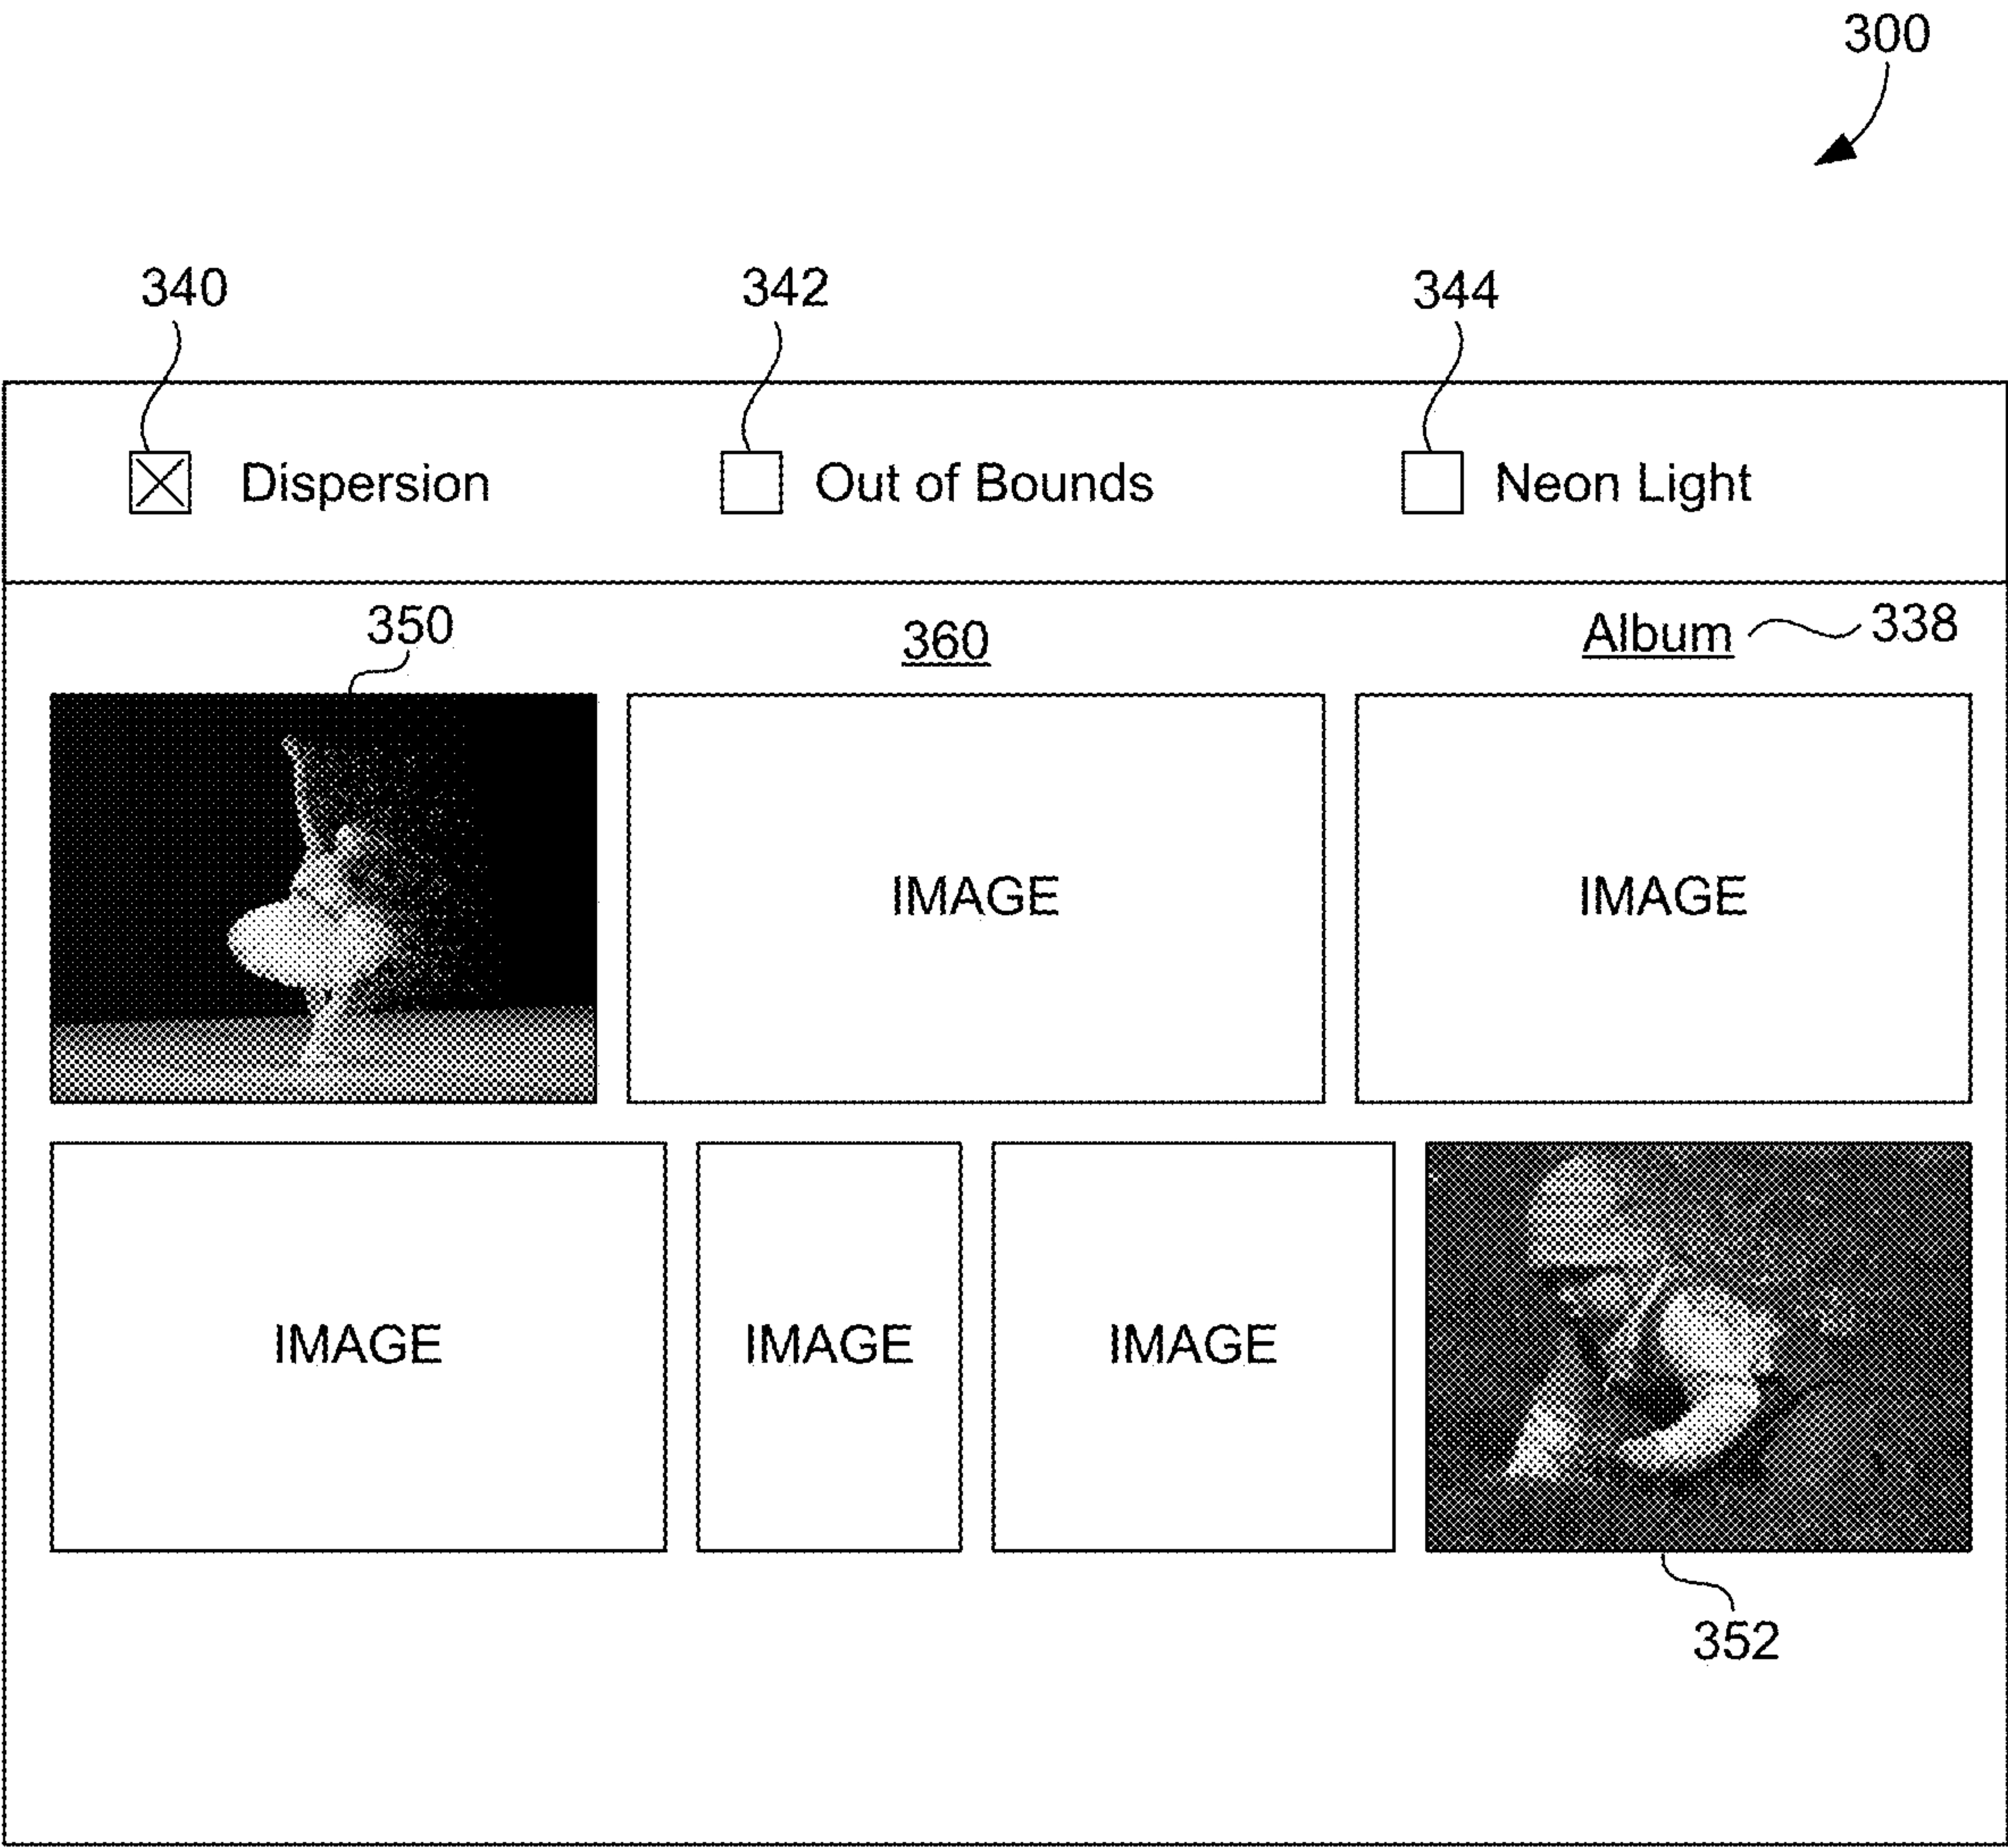 300
340 342 344
Dispersion Out of Bounds Neon Light
350 360 Album 338
IMAGE IMAGE
IMAGE IMAGE IMAGE
352